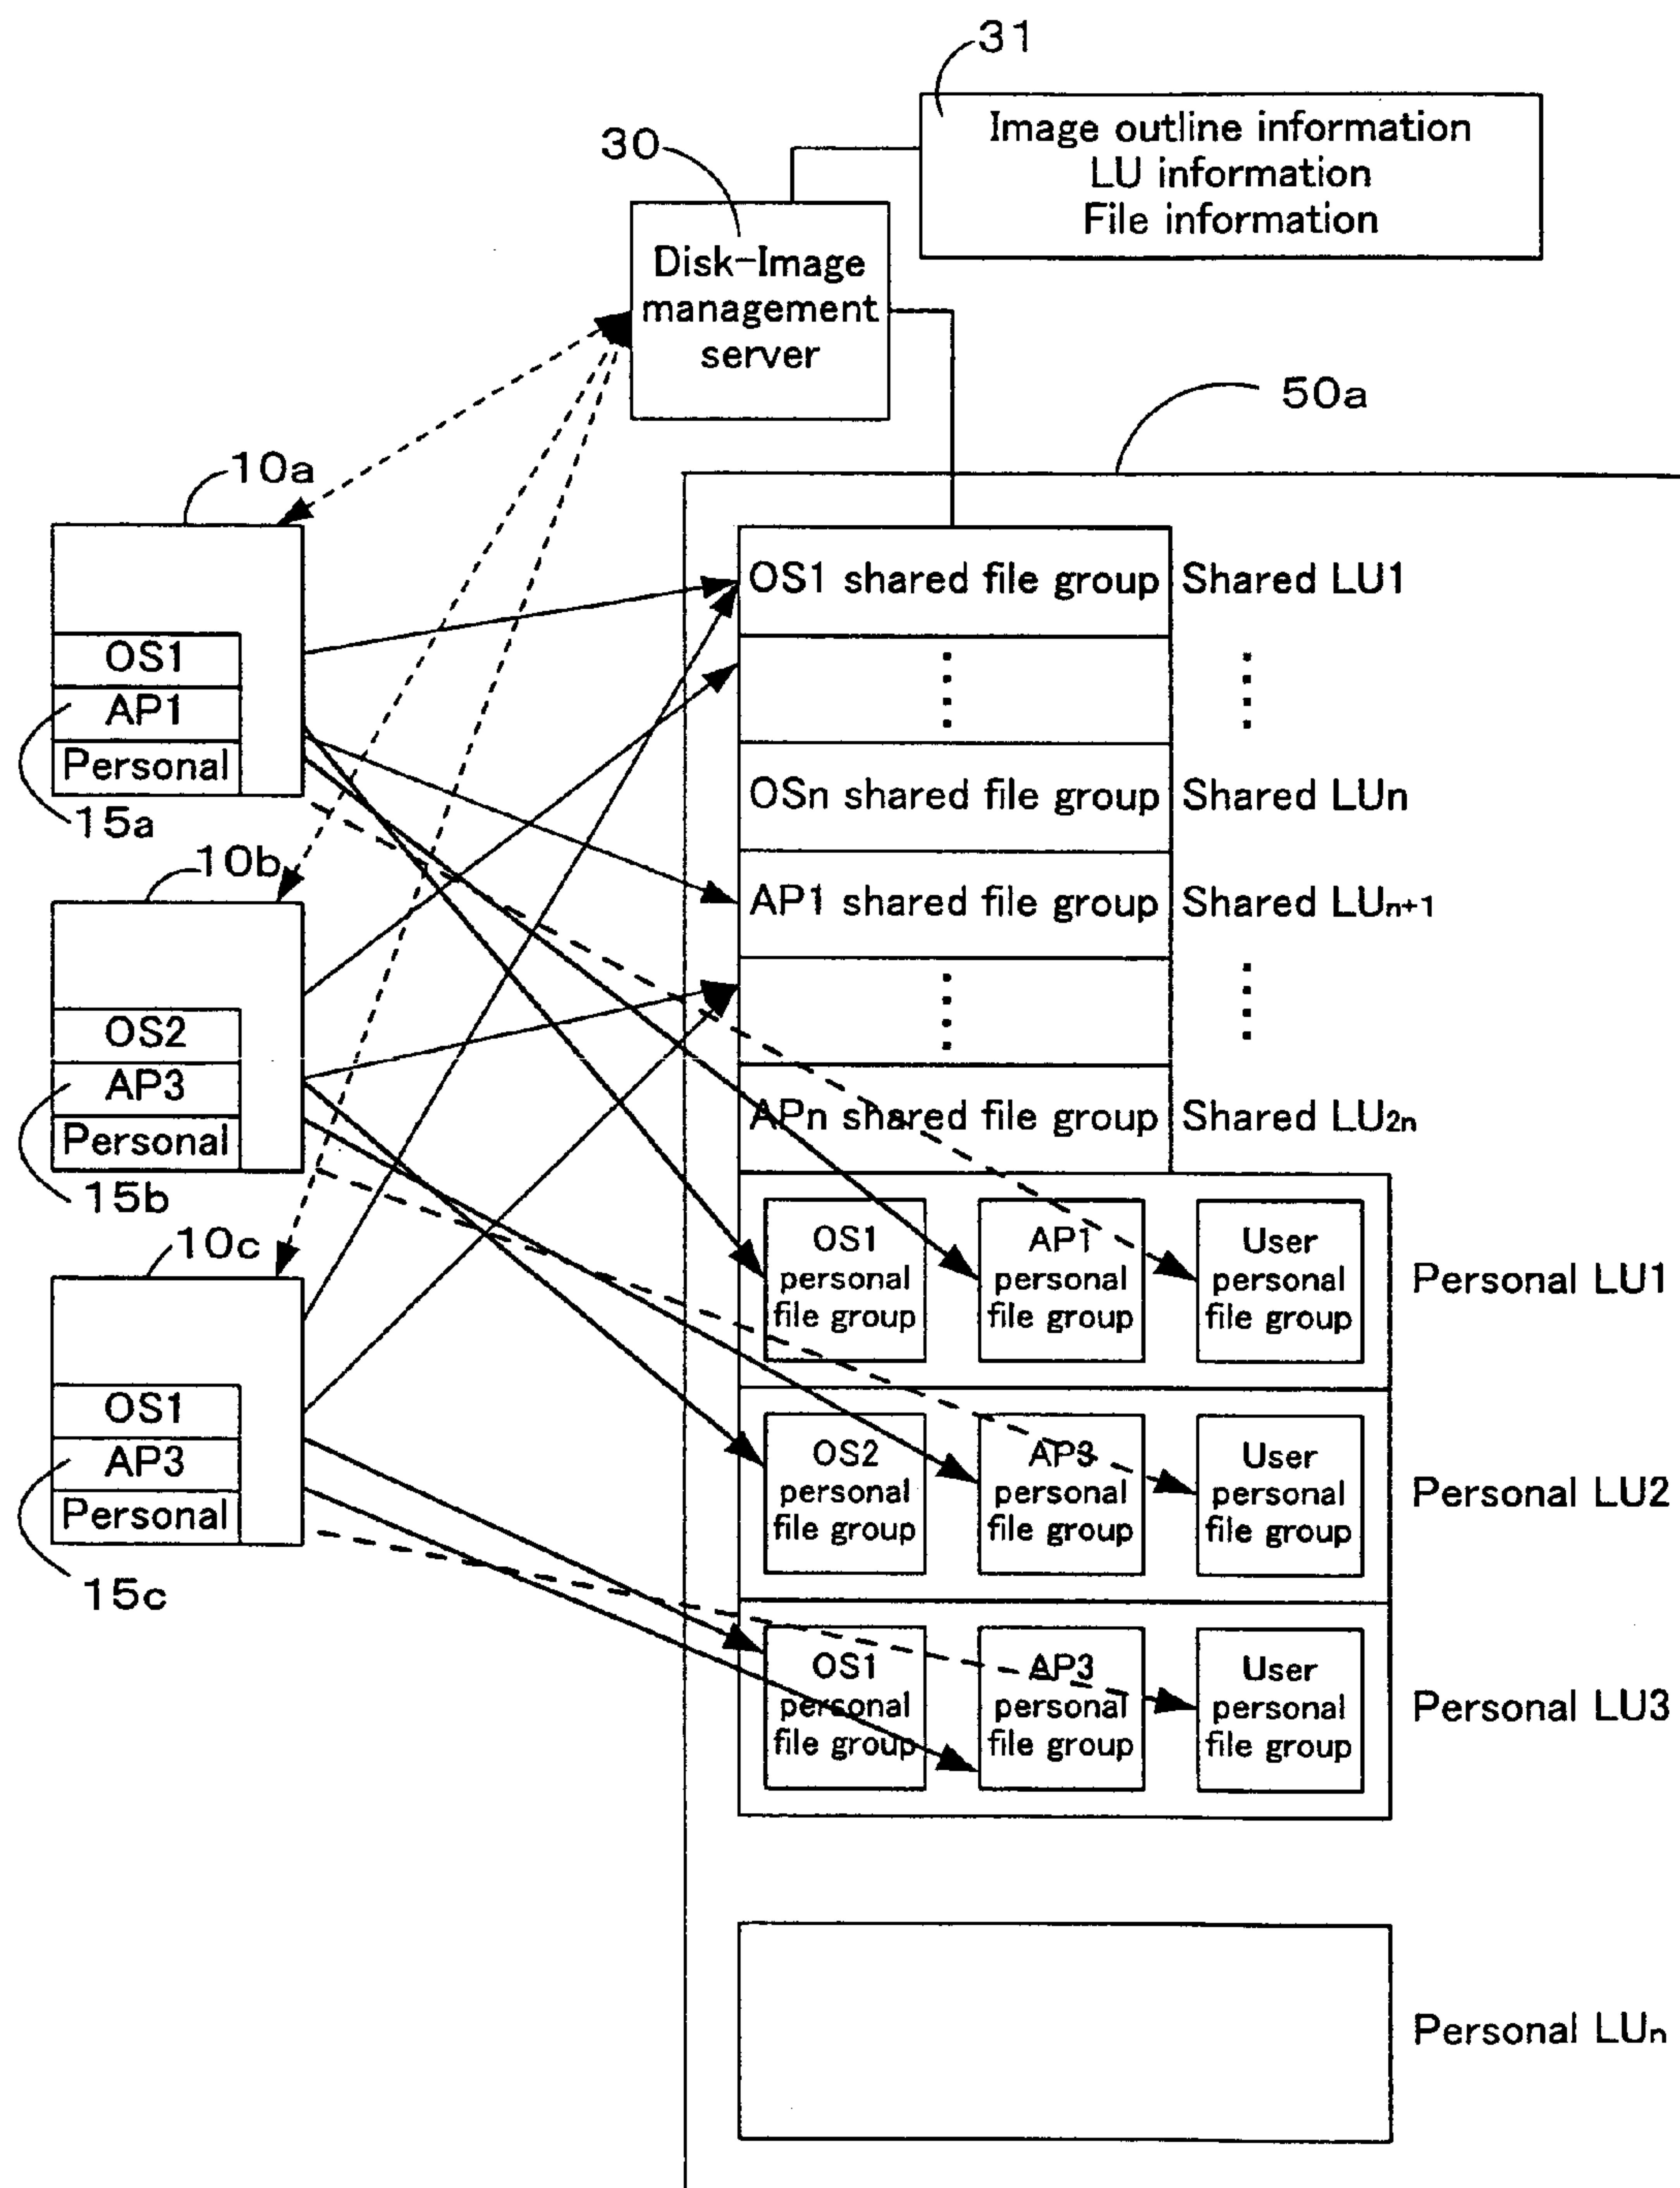 31
Image outline information
LU information
File information
30
Disk-Image
management
server
50a
10a
OS1
AP1
Personal
15a
10b
OS2
AP3
Personal
15b
10c
OS1
AP3
Personal
15c
OS1 shared file group Shared LU1
OSn shared file group Shared LUn
AP1 shared file group Shared LUn+1
APn shared file group Shared LU2n
OS1
personal
file group
AP1
personal
file group
User
personal
file group
Personal LU1
OS2
personal
file group
AP3
personal
file group
User
personal
file group
Personal LU2
OS1
personal
file group
AP3
personal
file group
User
personal
file group
Personal LU3
Personal LUn